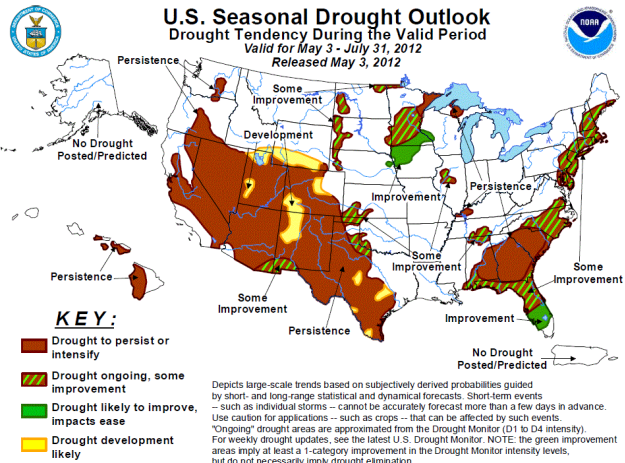 U.S. Seasonal Drought Outlook
Drought Tendency During the Valid Period
Valid for May 3 - July 31, 2012
Released May 3, 2012
NOAA
Persistence
Some
Improvement
No Drought
Posted/Predicted
Development
Improvement
Persistence
Some
Improvement
Some
Improvement
Persistence
Some
Improvement
Persistence
Improvement
No Drought
Posted/Predicted
KEY:
Drought to persist or
intensify
Drought ongoing, some
improvement
Drought likely to improve,
impacts ease
Drought development
likely
Depicts large-scale trends based on subjectively derived probabilities guided
by short- and long-range statistical and dynamical forecasts. Short-term events
-- such as individual storms -- cannot be accurately forecast more than a few days in advance.
Use caution for applications -- such as crops -- that can be affected by such events.
"Ongoing" drought areas are approximated from the Drought Monitor (D1 to D4 intensity).
For weekly drought updates, see the latest U.S. Drought Monitor. NOTE: the green improvement
areas imply at least a 1-category improvement in the Drought Monitor intensity levels,
but do not necessarily imply drought elimination.